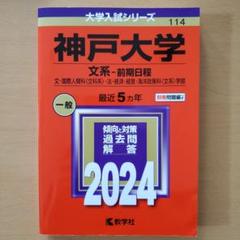 大学入試シリーズ
114
神戸大学
文系-前期日程
文・国際人間科〈文科系〉・法・経済・経営・海洋政策科〈文系〉学部
最近5ヵ年
一般
傾向と対策
過去問
解答
2024
教学社